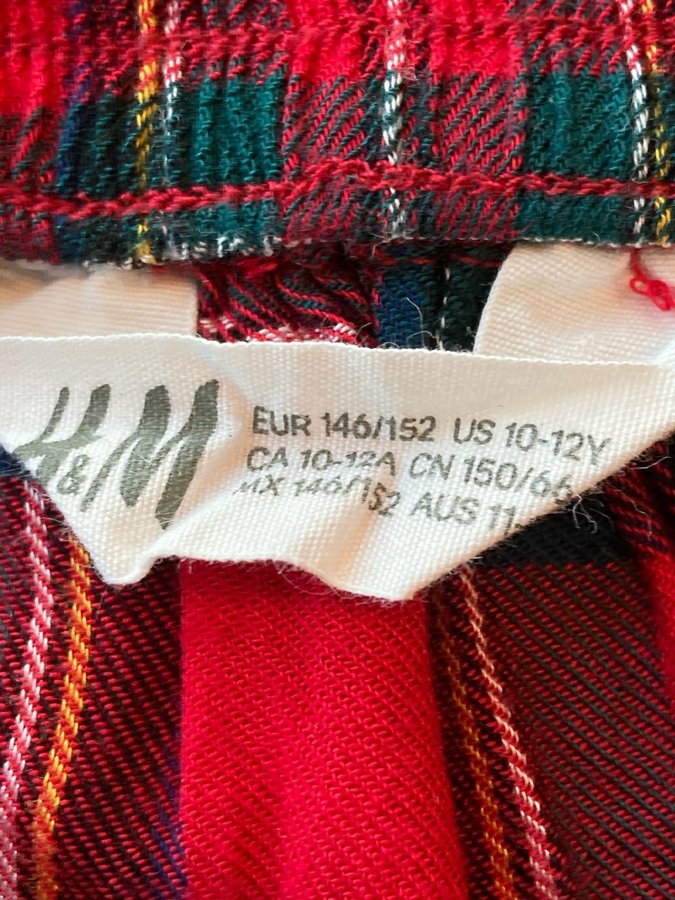 H&M
EUR 146/152 US 10-12Y
CA 10-12A CN 150/66
MX 146/152 AUS 11